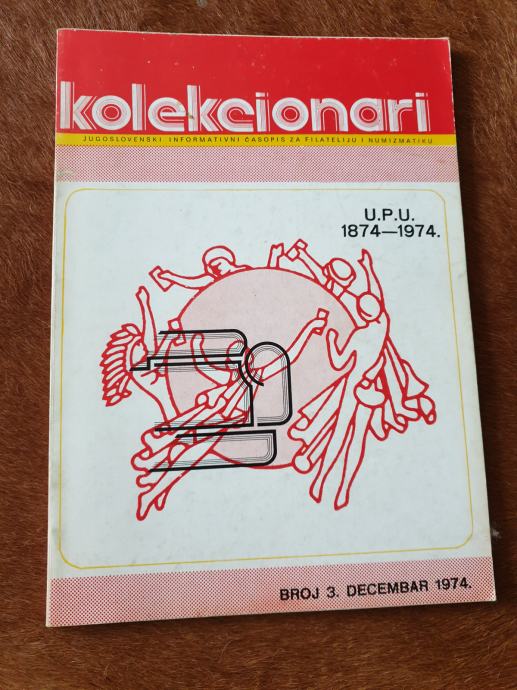 kolekcionari
JUGOSLOVENSKI INFORMATIVNI ČASOPIS ZA FILATELIJU I NUMIZMATIKU
U.P.U.
1874—1974.
BROJ 3. DECEMBAR 1974.